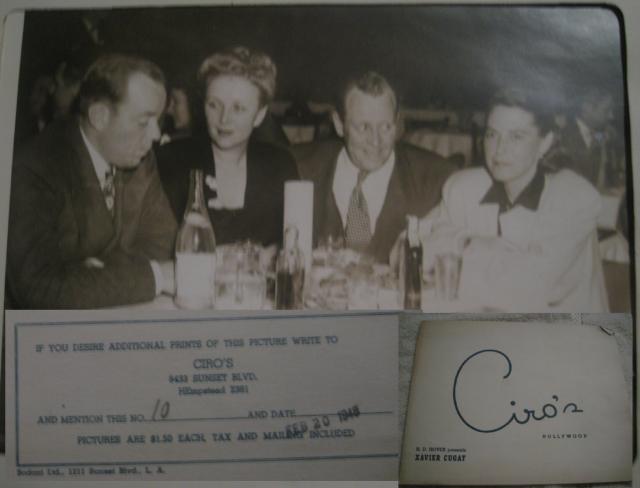 IF YOU DESIRE ADDITIONAL PRINTS OF THIS PICTURE WRITE TO
CIRO'S
8433 SUNSET BLVD.
HEmpstead 2381
AND MENTION THIS NO. 10 AND DATE FEB 20 1948
PICTURES ARE $1.50 EACH, TAX AND MAILING INCLUDED
Bodoni Ltd., 1211 Sunset Blvd., L. A.
Ciro's
HOLLYWOOD
H. D. HOVER presents
XAVIER CUGAT